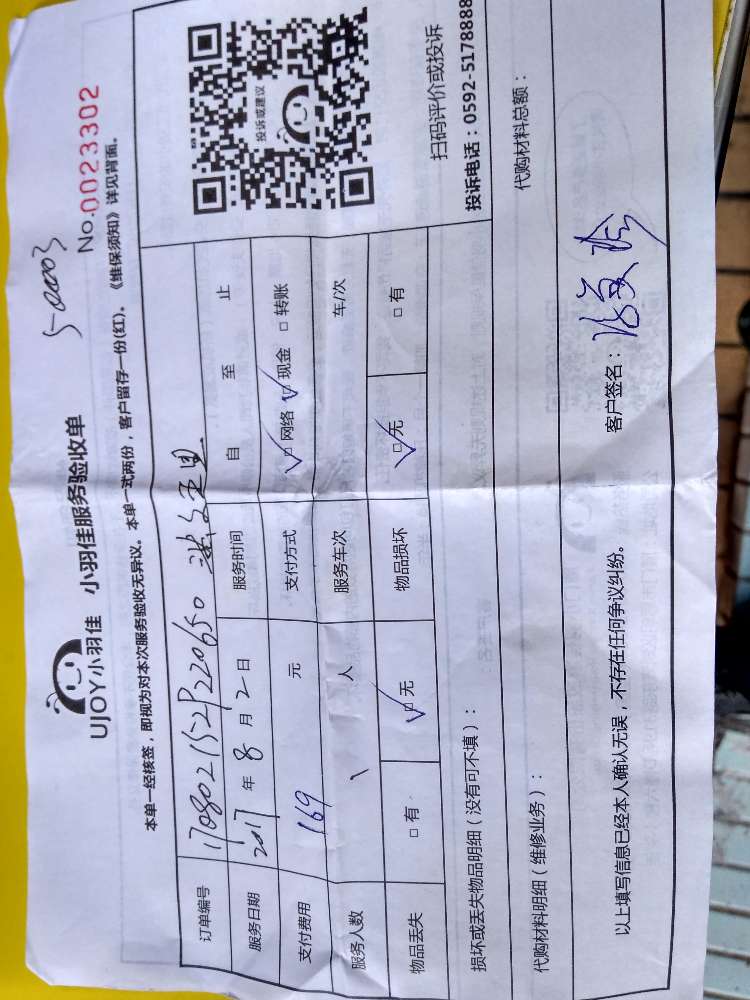 UJOY小羽佳 小羽佳服务验收单
No.0023302
本单一经核签，即视为对本次服务验收无异议。本单一式两份，客户留存一份(红)。《维保须知》详见背面。
订单编号
服务日期 2017 年 8 月 2 日 服务时间 自 至 止
支付费用 169 元 支付方式 网络 □ 现金 □ 转账
服务人数 人 服务车次 车/次
物品丢失 □ 有 □ 无 物品损坏 □ 无 □ 有
投诉或建议
扫码评价或投诉
投诉电话：0592-5178888
损坏或丢失物品明细（没有可不填）：
代购材料明细（维修业务）： 代购材料总额：
以上填写信息已经本人确认无误，不存在任何争议纠纷。 客户签名：